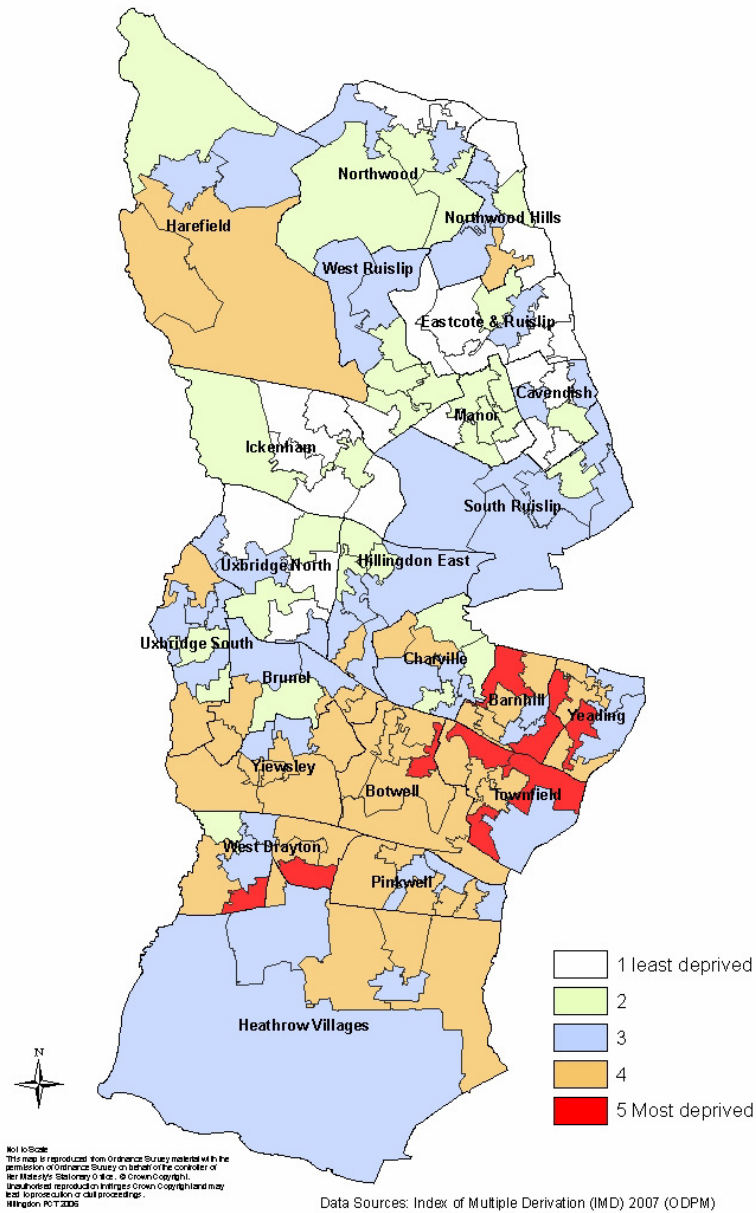 Northwood
Harefield
Northwood Hills
West Ruislip
Eastcote & Ruislip
Cavendish
Manor
Ickenham
South Ruislip
Uxbridge North
Hillingdon East
Uxbridge South
Charville
Brunel
Barnhill
Yeading
Yiewsley
Botwell
Townfield
West Drayton
Pinkwell
Heathrow Villages
1 least deprived
2
3
4
5 Most deprived
N
Not to Scale
This map is reproduced from Ordnance Survey material with the
permission of Ordnance Survey on behalf of the controller of
Her Majesty's Stationary Office. © Crown Copyright.
Unauthorised reproduction infringes Crown Copyright and may
lead to prosecution or civil proceedings.
Hillingdon PCT 2006
Data Sources: Index of Multiple Derivation (IMD) 2007 (ODPM)